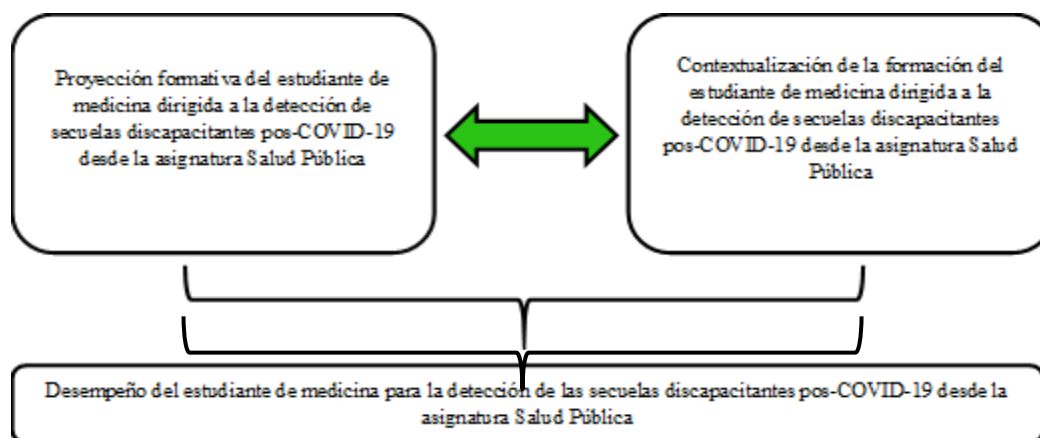 Proyección formativa del estudiante de
medicina dirigida a la detección de
secuelas discapacitantes pos-COVID-19
desde la asignatura Salud Pública
Contextualización de la formación del
estudiante de medicina dirigida a la
detección de secuelas discapacitantes
pos-COVID-19 desde la asignatura Salud
Pública
Desempeño del estudiante de medicina para la detección de las secuelas discapacitantes pos-COVID-19 desde la
asignatura Salud Pública